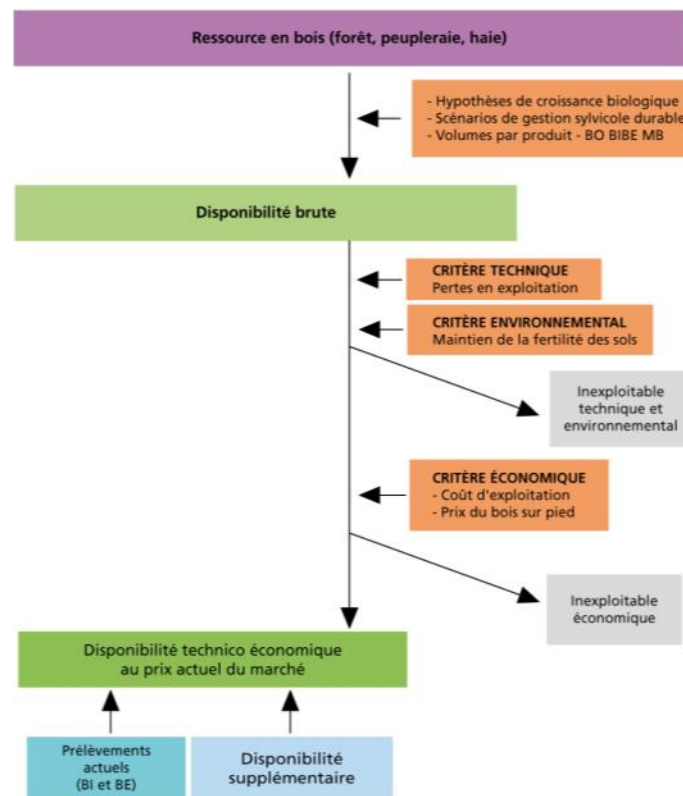 Ressource en bois (forêt, peupleraie, haie)
- Hypothèses de croissance biologique
- Scénarios de gestion sylvicole durable
- Volumes par produit - BO BIBE MB
Disponibilité brute
CRITÈRE TECHNIQUE
Pertes en exploitation
CRITÈRE ENVIRONNEMENTAL
Maintien de la fertilité des sols
Inexploitable
technique et
environnemental
CRITÈRE ÉCONOMIQUE
- Coût d'exploitation
- Prix du bois sur pied
Inexploitable
économique
Disponibilité technico économique
au prix actuel du marché
Prélèvements
actuels
(BI et BE)
Disponibilité
supplémentaire